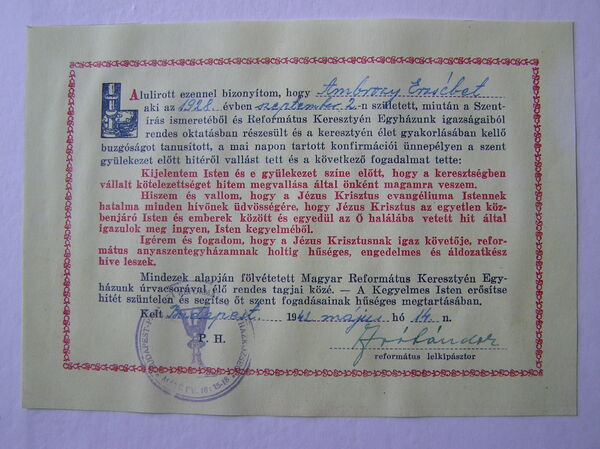 Alulirott ezennel bizonyítom, hogy Ambrózy Erzsébet
aki az 1928. évben szeptember 2-n született, miután a Szent-
írás ismeretéből és Református Keresztyén Egyházunk igazságaiból
rendes oktatásban részesült és a keresztyén élet gyakorlásában kellő
buzgóságot tanusított, a mai napon tartott konfirmációi ünnepélyen a szent
gyülekezet előtt hitéről vallást tett és a következő fogadalmat tette:
Kijelentem Isten és e gyülekezet színe előtt, hogy a keresztségben
vállalt kötelezettséget hitem megvallása által önként magamra veszem.
Hiszem és vallom, hogy a Jézus Krisztus evangéliuma Istennek
hatalma minden hívőnek üdvösségére, hogy Jézus Krisztus az egyetlen köz-
benjáró Isten és emberek között és egyedül az Ő halálába vetett hit által
igazulok meg ingyen, Isten kegyelméből.
Igérem és fogadom, hogy a Jézus Krisztusnak igaz követője, refor-
mátus anyaszentegyházamnak holtig hűséges, engedelmes és áldozatkész
híve leszek.
Mindezek alapján fölvétetett Magyar Református Keresztyén Egy-
házunk úrvacsorával élő rendes tagjai közé. — A Kegyelmes Isten erősítse
hitét szüntelen és segítse őt szent fogadásainak hűséges megtartásában.
Kelt Budapest 1942 május hó 14.n.
P. H.
református lelkipásztor